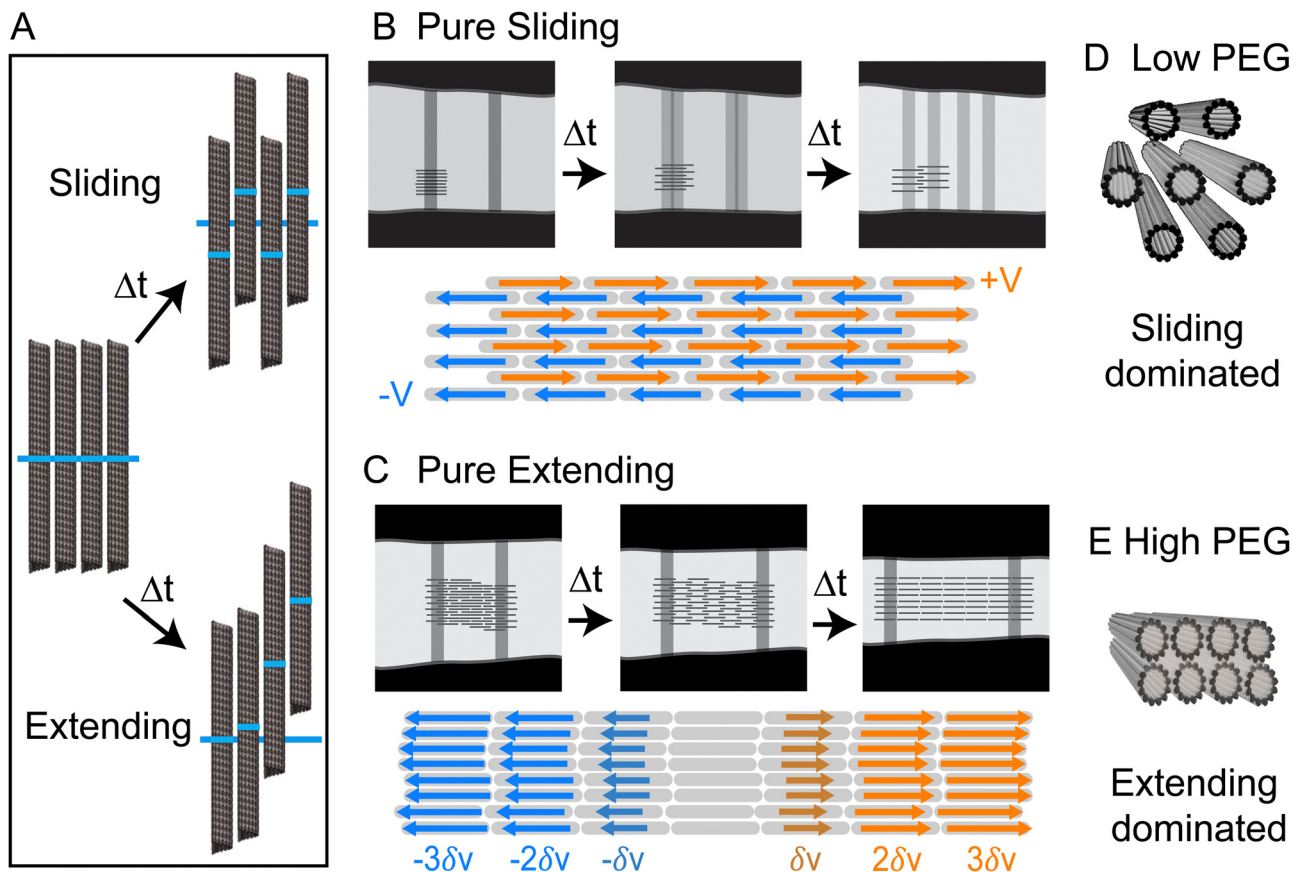 A
Sliding
Δt
Δt
Extending
B Pure Sliding
Δt
Δt
+V
-V
C Pure Extending
Δt
Δt
-3δv -2δv -δv δv 2δv 3δv
D Low PEG
Sliding
dominated
E High PEG
Extending
dominated